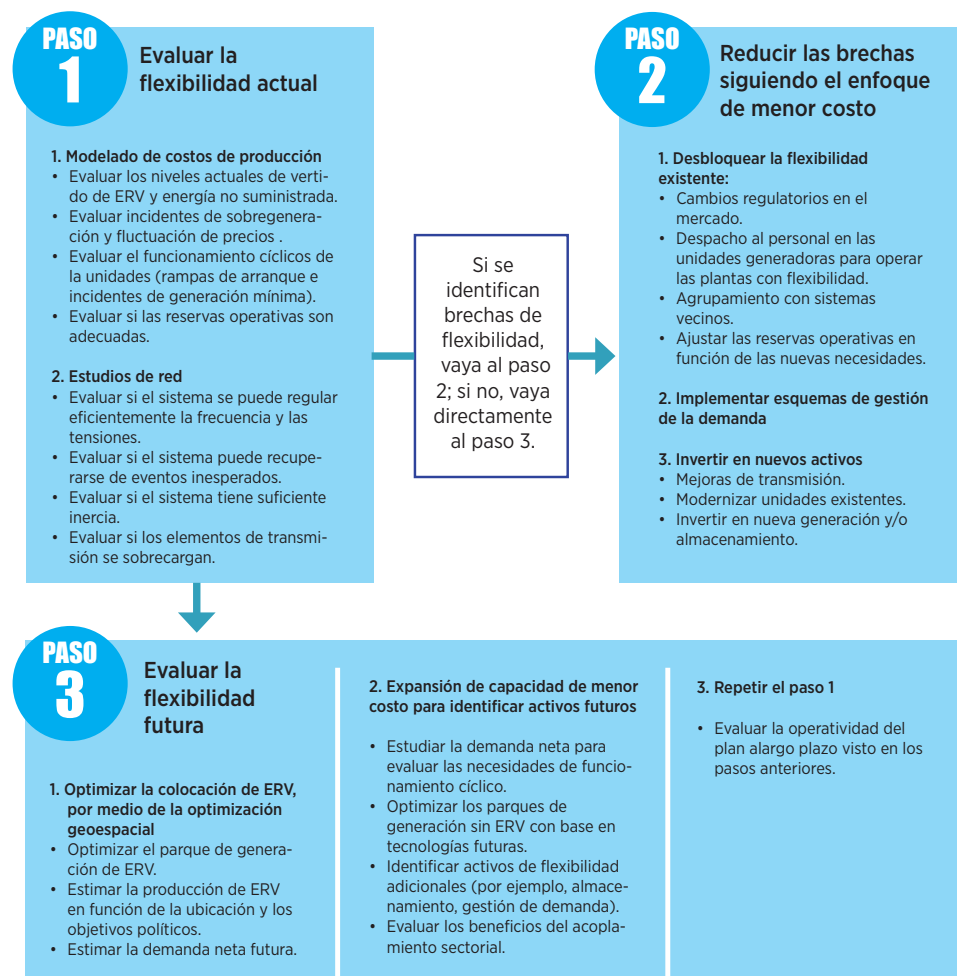 PASO
1
Evaluar la
flexibilidad actual
1. Modelado de costos de producción
• Evaluar los niveles actuales de verti-
do de ERV y energía no suministrada.
• Evaluar incidentes de sobregenera-
ción y fluctuación de precios .
• Evaluar el funcionamiento cíclicos de
la unidades (rampas de arranque e
incidentes de generación mínima).
• Evaluar si las reservas operativas son
adecuadas.
2. Estudios de red
• Evaluar si el sistema se puede regular
eficientemente la frecuencia y las
tensiones.
• Evaluar si el sistema puede recupe-
rarse de eventos inesperados.
• Evaluar si el sistema tiene suficiente
inercia.
• Evaluar si los elementos de transmi-
sión se sobrecargan.
Si se
identifican
brechas de
flexibilidad,
vaya al paso
2; si no, vaya
directamente
al paso 3.
PASO
2
Reducir las brechas
siguiendo el enfoque
de menor costo
1. Desbloquear la flexibilidad
existente:
• Cambios regulatorios en el
mercado.
• Despacho al personal en las
unidades generadoras para operar
las plantas con flexibilidad.
• Agrupamiento con sistemas
vecinos.
• Ajustar las reservas operativas en
función de las nuevas necesidades.
2. Implementar esquemas de gestión
de la demanda
3. Invertir en nuevos activos
• Mejoras de transmisión.
• Modernizar unidades existentes.
• Invertir en nueva generación y/o
almacenamiento.
PASO
3
Evaluar la
flexibilidad
futura
1. Optimizar la colocación de ERV,
por medio de la optimización
geoespacial
• Optimizar el parque de genera-
ción de ERV.
• Estimar la producción de ERV
en función de la ubicación y los
objetivos políticos.
• Estimar la demanda neta futura.
2. Expansión de capacidad de menor
costo para identificar activos futuros
• Estudiar la demanda neta para
evaluar las necesidades de funcio-
namiento cíclico.
• Optimizar los parques de
generación sin ERV con base en
tecnologías futuras.
• Identificar activos de flexibilidad
adicionales (por ejemplo, almace-
namiento, gestión de demanda).
• Evaluar los beneficios del acopla-
miento sectorial.
3. Repetir el paso 1
• Evaluar la operatividad del
plan alargo plazo visto en los
pasos anteriores.